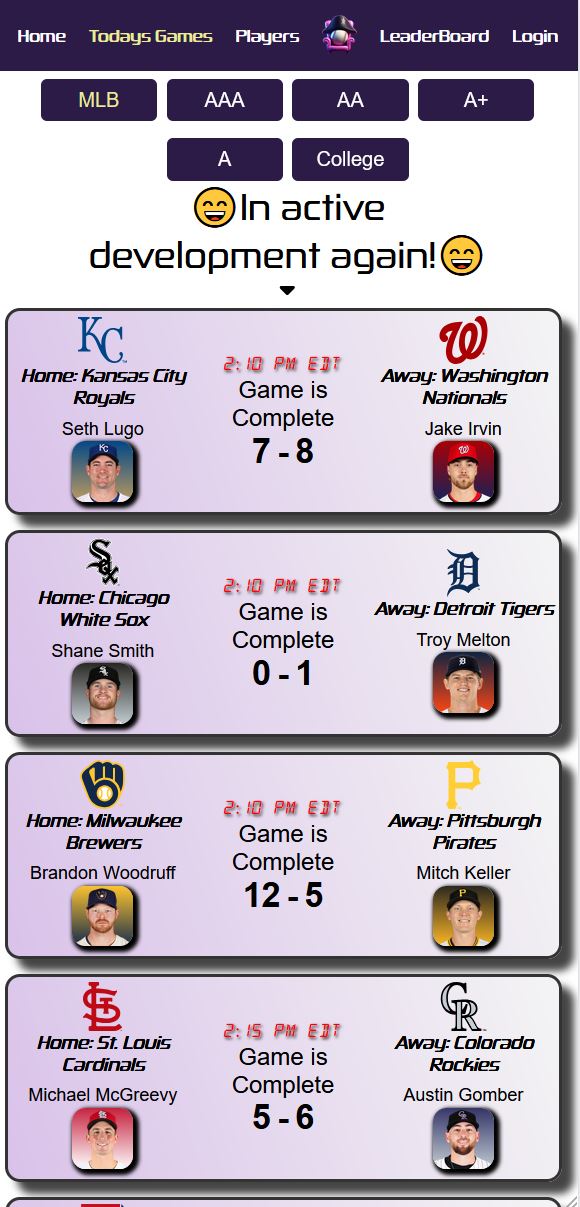 Home Todays Games Players LeaderBoard Login
MLB AAA AA A+
A College
😄In active
development again!😄
KC
Home: Kansas City
Royals
Seth Lugo
2:10 PM EDT
Game is
Complete
7 - 8
W
Away: Washington
Nationals
Jake Irvin
Sox
Home: Chicago
White Sox
Shane Smith
2:10 PM EDT
Game is
Complete
0 - 1
D
Away: Detroit Tigers
Troy Melton
Home: Milwaukee
Brewers
Brandon Woodruff
2:10 PM EDT
Game is
Complete
12 - 5
P
Away: Pittsburgh
Pirates
Mitch Keller
STL
Home: St. Louis
Cardinals
Michael McGreevy
2:15 PM EDT
Game is
Complete
5 - 6
CR
Away: Colorado
Rockies
Austin Gomber